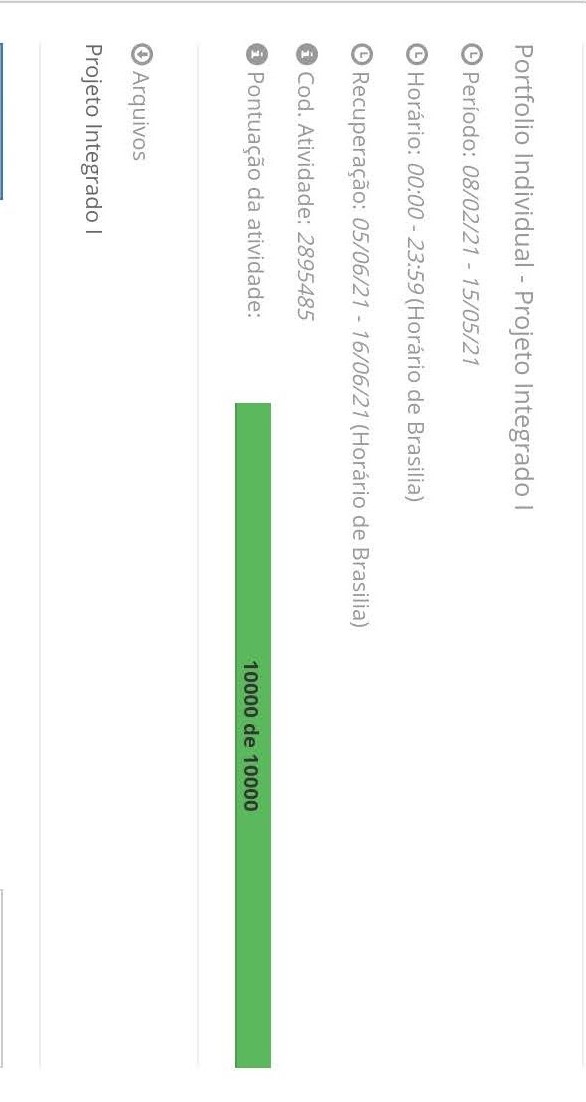 Portfolio Individual - Projeto Integrado I
Período: 08/02/21 - 15/05/21
Horário: 00:00 - 23:59 (Horário de Brasilia)
Recuperação: 05/06/21 - 16/06/21 (Horário de Brasilia)
Cod. Atividade: 2895485
Pontuação da atividade: 10000 de 10000
Arquivos
Projeto Integrado I